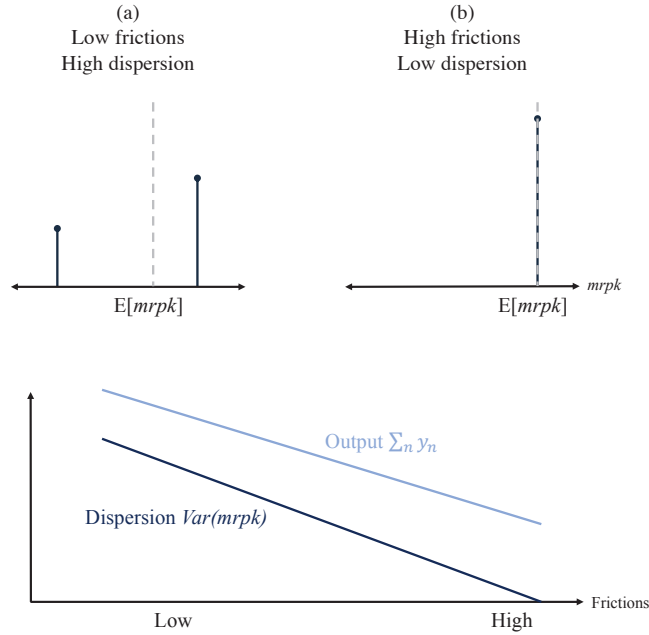 (a)
Low frictions
High dispersion
(b)
High frictions
Low dispersion
E[mrpk]
E[mrpk]
mrpk
Output ∑ₙ yₙ
Dispersion Var(mrpk)
Frictions
Low
High